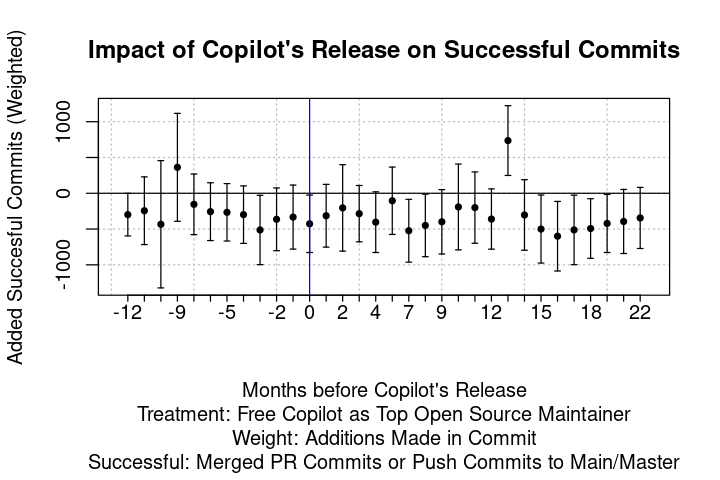 Impact of Copilot's Release on Successful Commits
Added Succesful Commits (Weighted)
1000
0
-1000
-12 -9 -5 -2 0 2 4 7 9 12 15 18 22
Months before Copilot's Release
Treatment: Free Copilot as Top Open Source Maintainer
Weight: Additions Made in Commit
Successful: Merged PR Commits or Push Commits to Main/Master